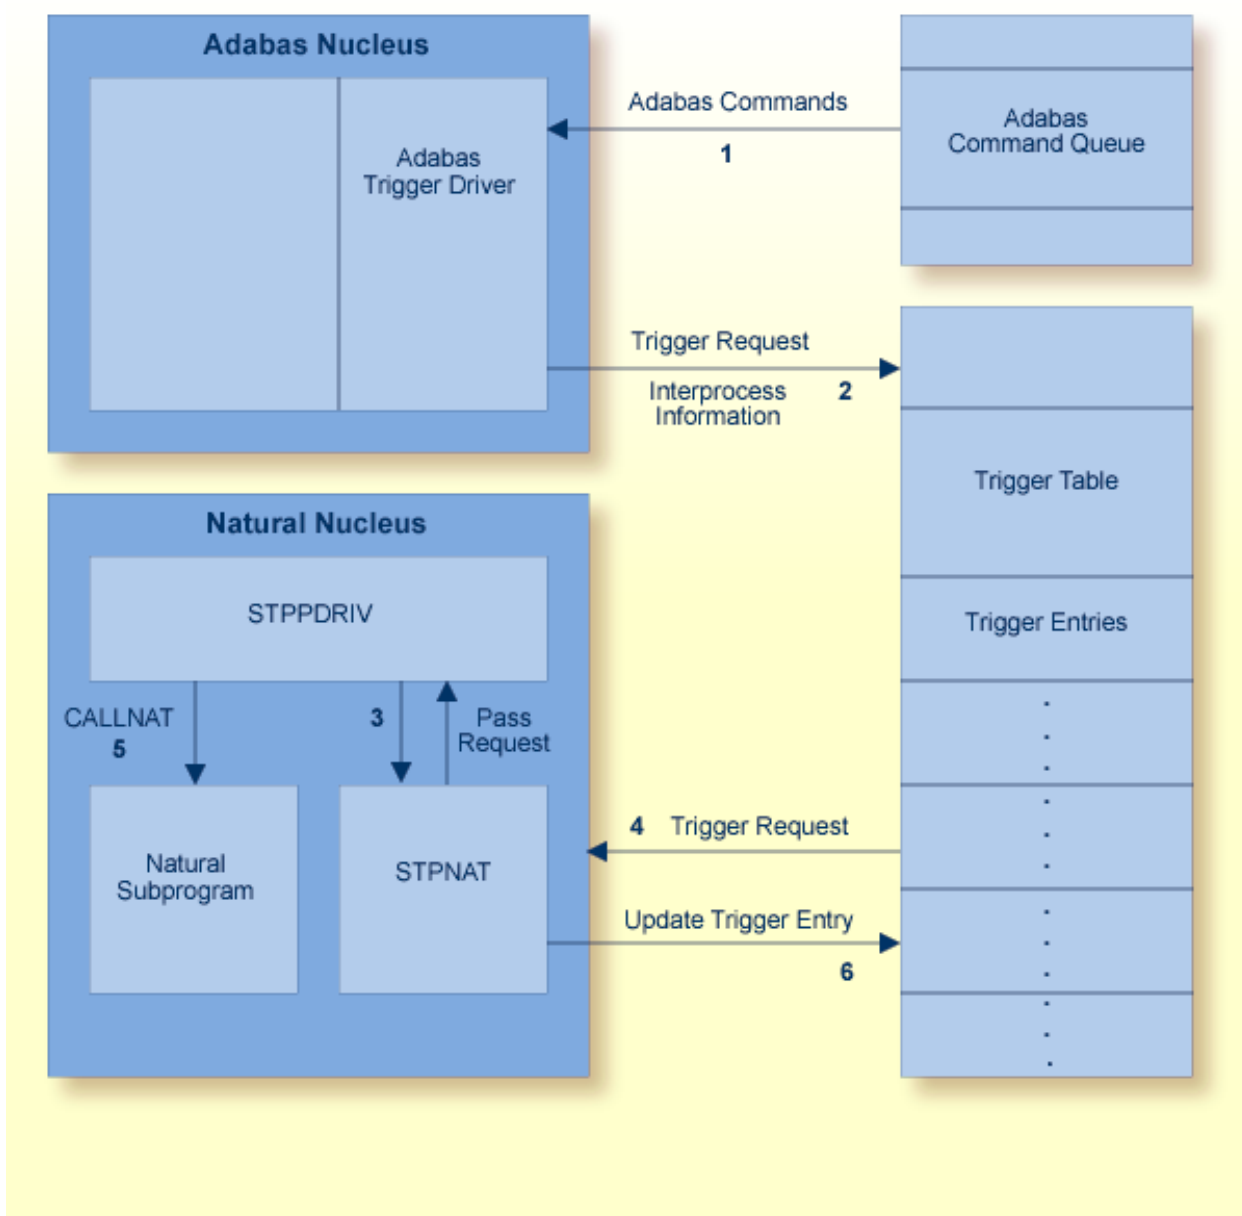 Adabas Nucleus
Adabas
Trigger Driver
Adabas Commands
1
Adabas
Command Queue
Trigger Request
Interprocess
Information
2
Trigger Table
Trigger Entries
Natural Nucleus
STPPDRIV
CALLNAT
5
3
Pass
Request
Natural
Subprogram
STPNAT
4 Trigger Request
Update Trigger Entry
6